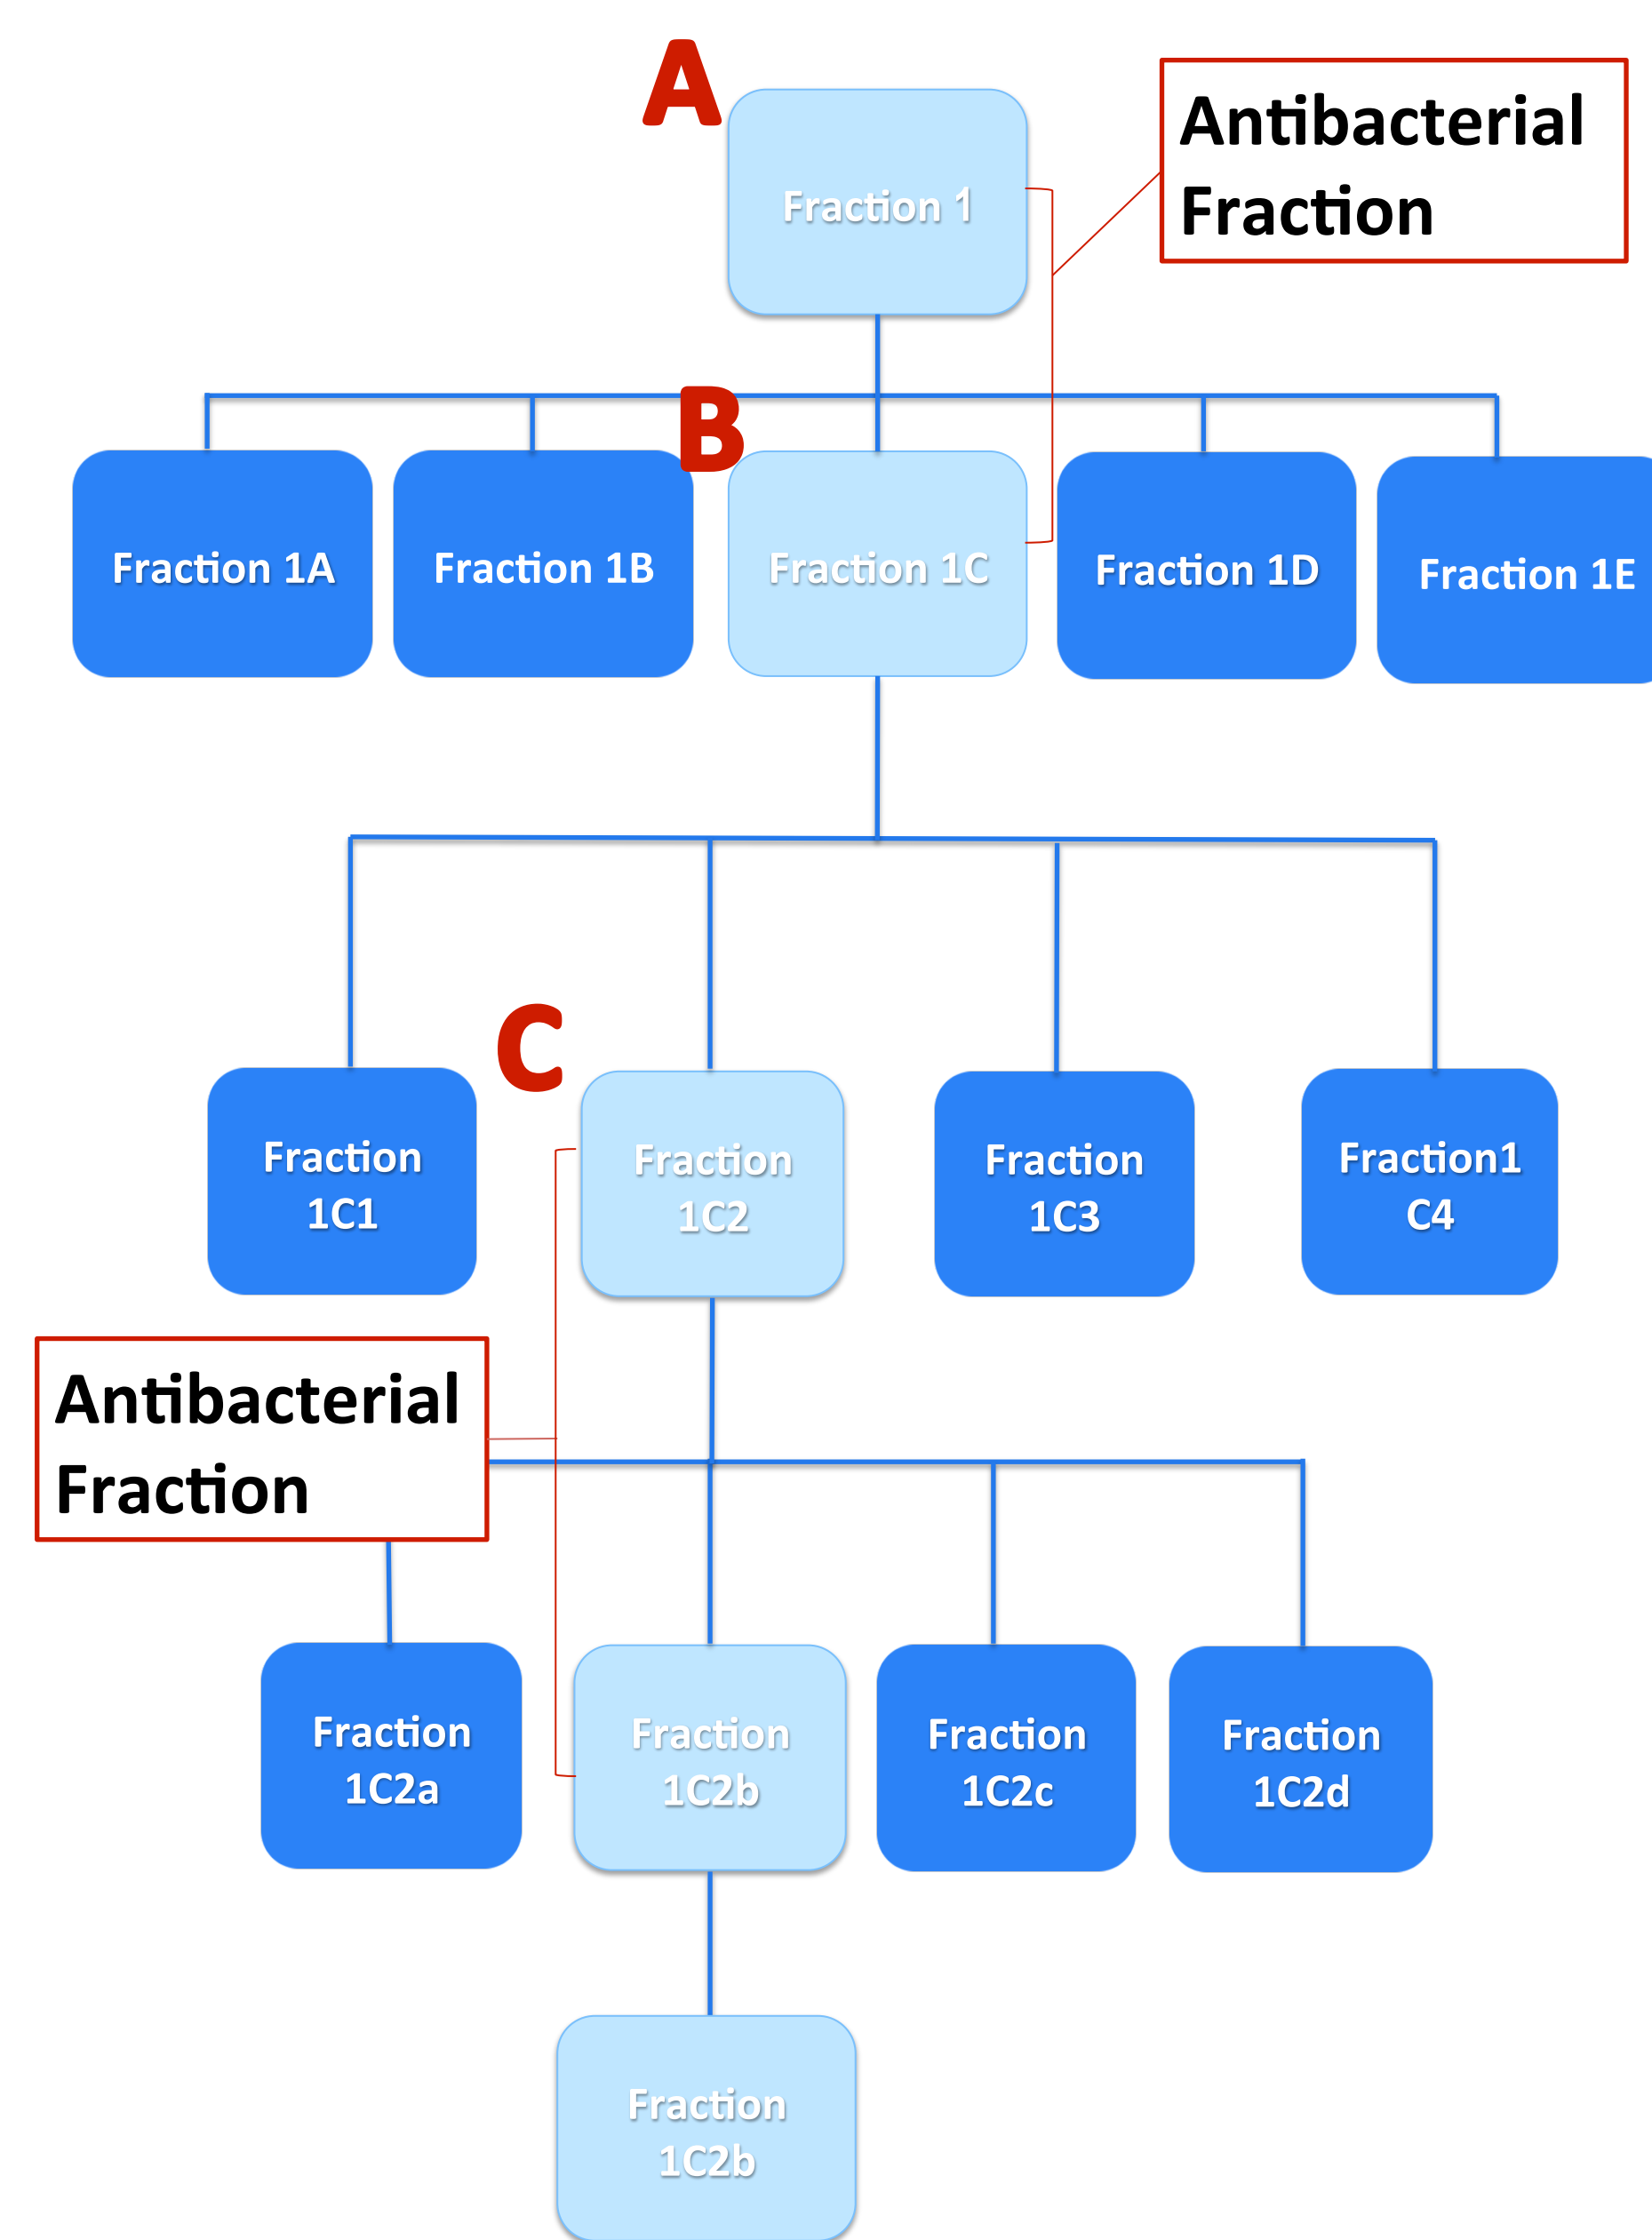 A
Antibacterial
Fraction
Fraction 1
B
Fraction 1A
Fraction 1B
Fraction 1C
Fraction 1D
Fraction 1E
C
Fraction
1C1
Fraction
1C2
Fraction
1C3
Fraction1
C4
Antibacterial
Fraction
Fraction
1C2a
Fraction
1C2b
Fraction
1C2c
Fraction
1C2d
Fraction
1C2b